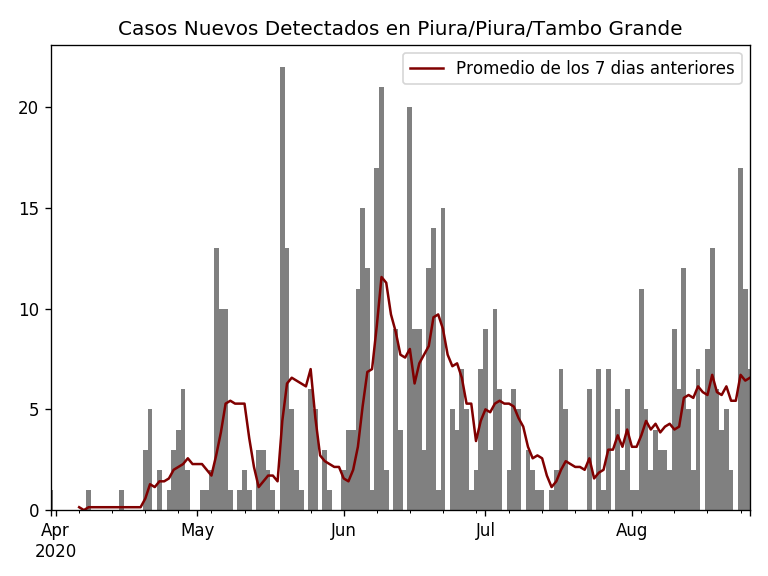 Casos Nuevos Detectados en Piura/Piura/Tambo Grande
Promedio de los 7 dias anteriores
20
15
10
5
0
Apr May Jun Jul Aug
2020